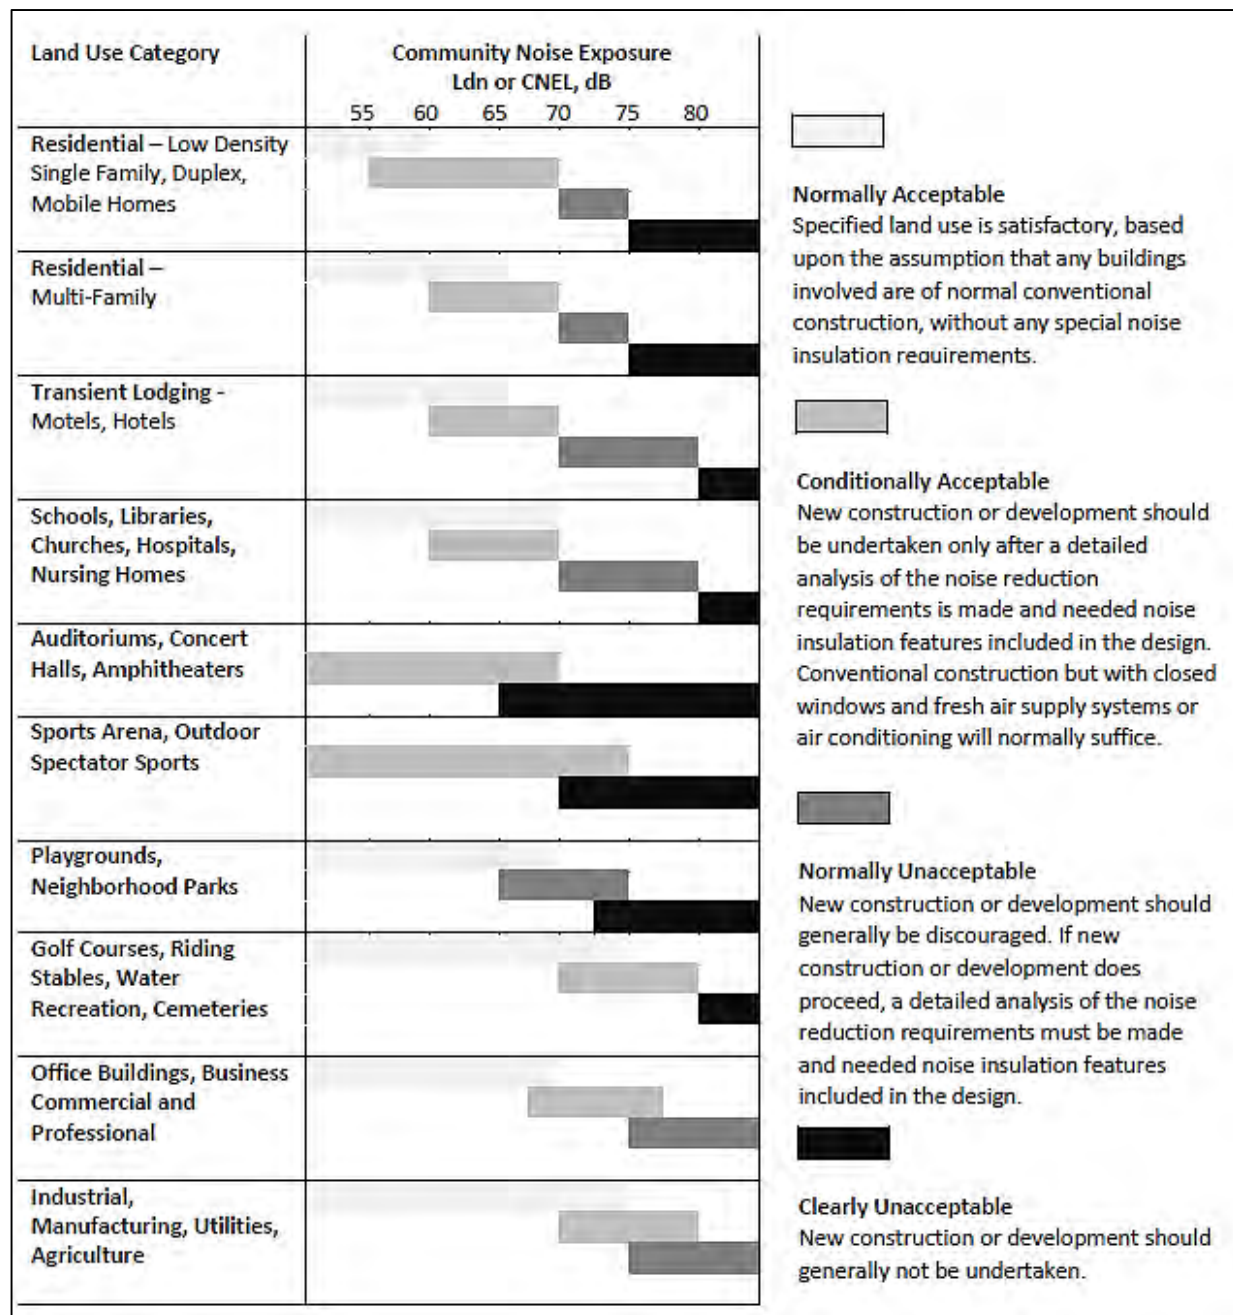 Land Use Category
Community Noise Exposure
Ldn or CNEL, dB
55 60 65 70 75 80
Residential – Low Density
Single Family, Duplex,
Mobile Homes
Residential –
Multi-Family
Transient Lodging -
Motels, Hotels
Schools, Libraries,
Churches, Hospitals,
Nursing Homes
Auditoriums, Concert
Halls, Amphitheaters
Sports Arena, Outdoor
Spectator Sports
Playgrounds,
Neighborhood Parks
Golf Courses, Riding
Stables, Water
Recreation, Cemeteries
Office Buildings, Business
Commercial and
Professional
Industrial,
Manufacturing, Utilities,
Agriculture
Normally Acceptable
Specified land use is satisfactory, based
upon the assumption that any buildings
involved are of normal conventional
construction, without any special noise
insulation requirements.
Conditionally Acceptable
New construction or development should
be undertaken only after a detailed
analysis of the noise reduction
requirements is made and needed noise
insulation features included in the design.
Conventional construction but with closed
windows and fresh air supply systems or
air conditioning will normally suffice.
Normally Unacceptable
New construction or development should
generally be discouraged. If new
construction or development does
proceed, a detailed analysis of the noise
reduction requirements must be made
and needed noise insulation features
included in the design.
Clearly Unacceptable
New construction or development should
generally not be undertaken.